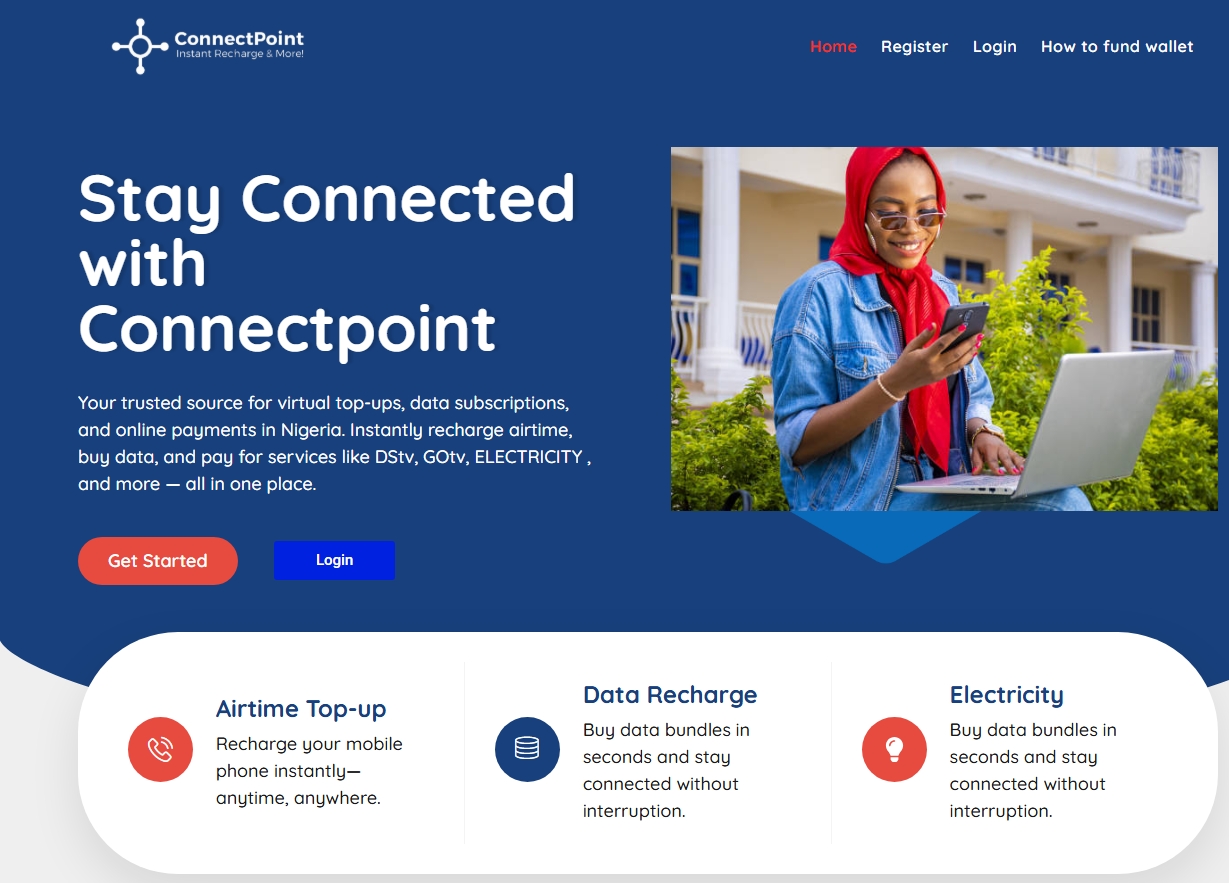 ConnectPoint
Instant Recharge & More!
Home Register Login How to fund wallet
Stay Connected
with
Connectpoint
Your trusted source for virtual top-ups, data subscriptions,
and online payments in Nigeria. Instantly recharge airtime,
buy data, and pay for services like DStv, GOtv, ELECTRICITY ,
and more — all in one place.
Get Started
Login
Airtime Top-up
Recharge your mobile
phone instantly—
anytime, anywhere.
Data Recharge
Buy data bundles in
seconds and stay
connected without
interruption.
Electricity
Buy data bundles in
seconds and stay
connected without
interruption.